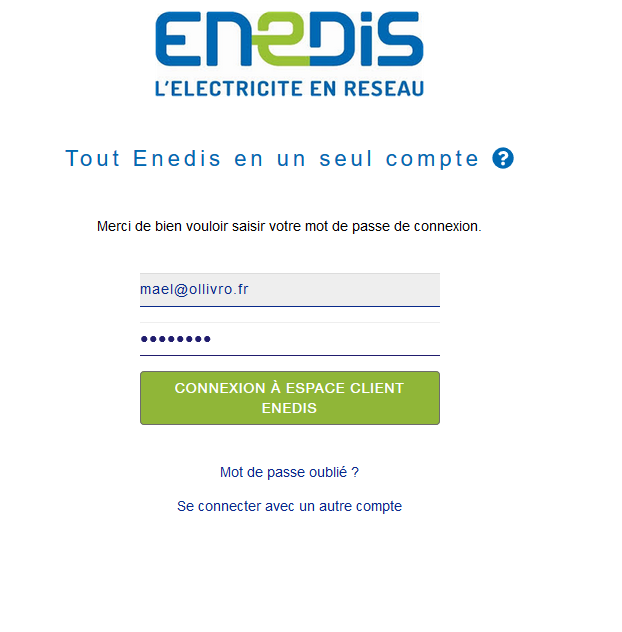 enedis
L'ELECTRICITE EN RESEAU
Tout Enedis en un seul compte ?
Merci de bien vouloir saisir votre mot de passe de connexion.
mael@ollivro.fr
••••••••
CONNEXION À ESPACE CLIENT
ENEDIS
Mot de passe oublié ?
Se connecter avec un autre compte